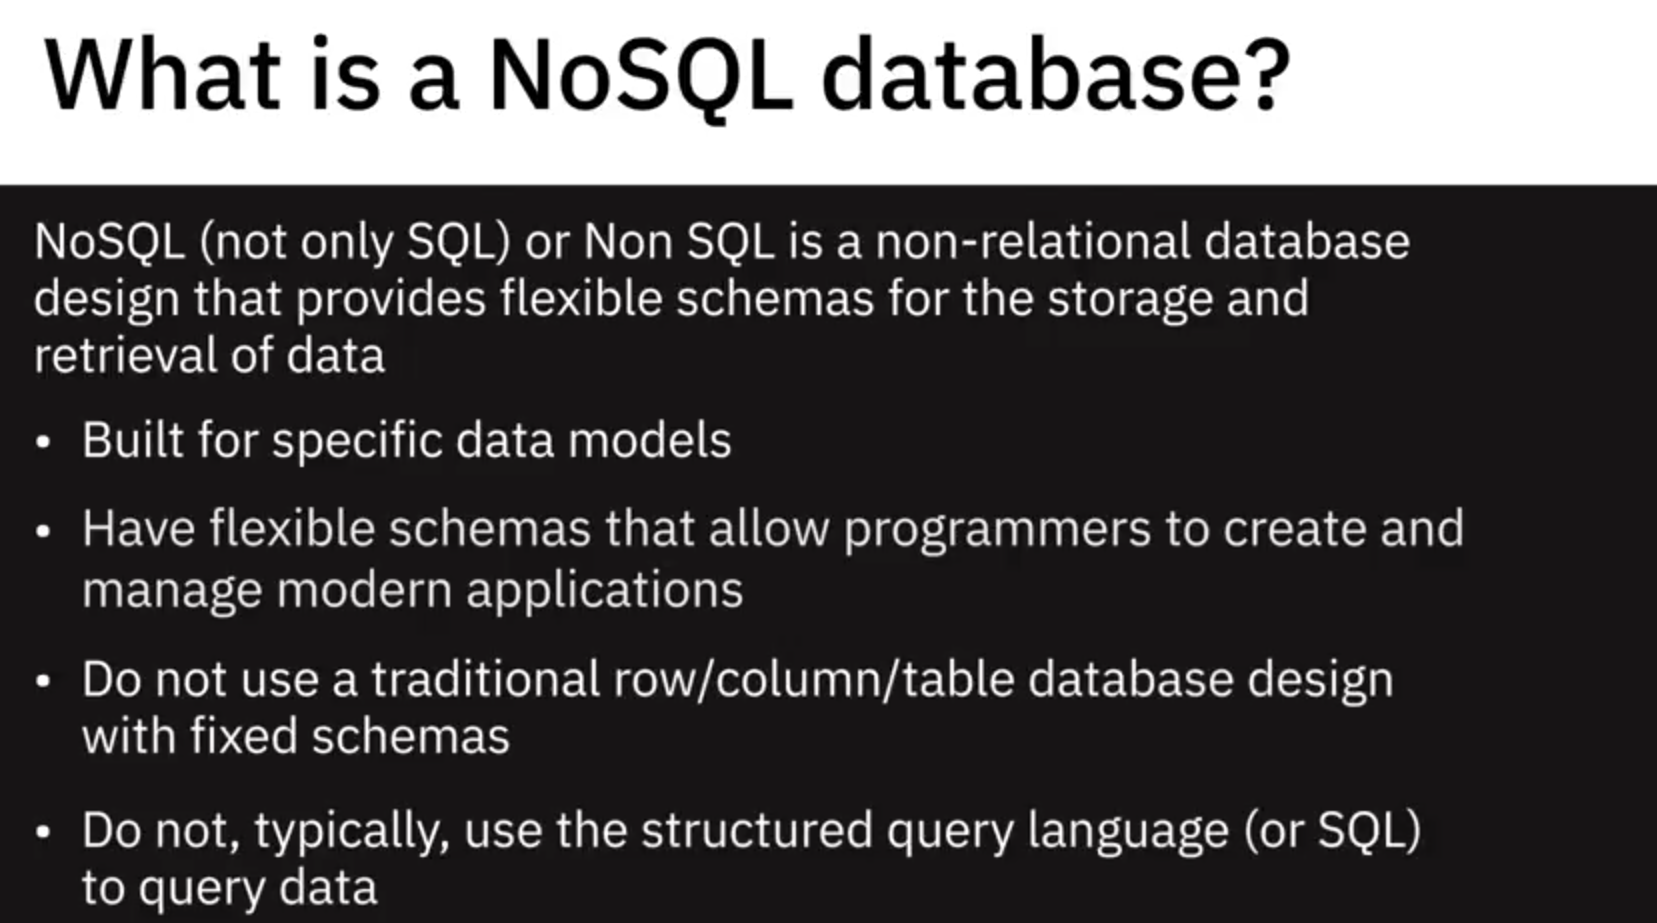 What is a NoSQL database?
NoSQL (not only SQL) or Non SQL is a non-relational database
design that provides flexible schemas for the storage and
retrieval of data
• Built for specific data models
• Have flexible schemas that allow programmers to create and
manage modern applications
• Do not use a traditional row/column/table database design
with fixed schemas
• Do not, typically, use the structured query language (or SQL)
to query data